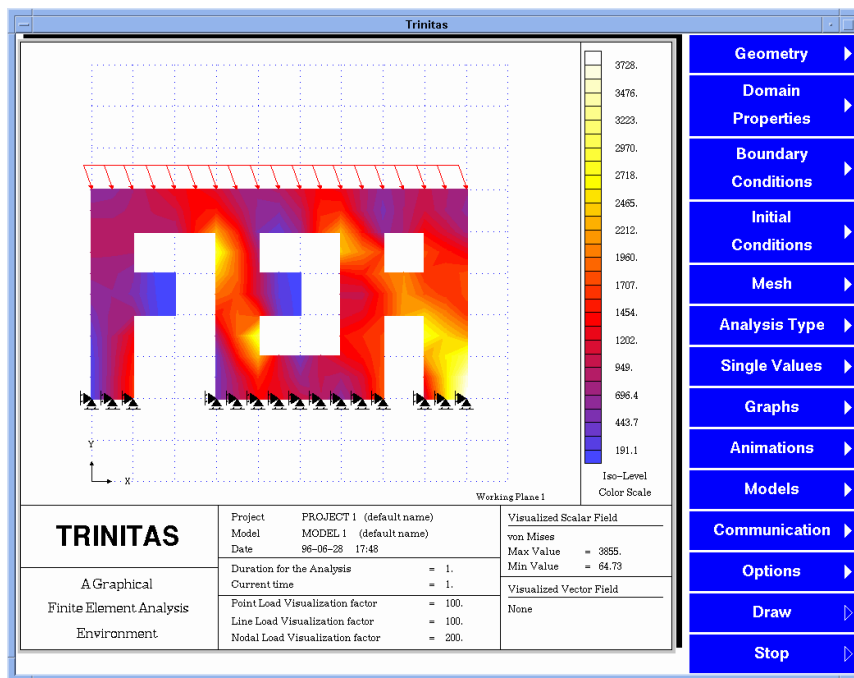 Trinitas
Geometry
Domain
Properties
Boundary
Conditions
Initial
Conditions
Mesh
Analysis Type
Single Values
Graphs
Animations
Models
Communication
Options
Draw
Stop
3728.
3476.
3223.
2970.
2718.
2465.
2212.
1960.
1707.
1454.
1202.
949.
696.4
443.7
191.1
Iso-Level
Color Scale
Y
X
Working Plane 1
TRINITAS
A Graphical
Finite Element Analysis
Environment
Project PROJECT 1 (default name)
Model MODEL 1 (default name)
Date 96-06-28 17:48
Duration for the Analysis = 1.
Current time = 1.
Point Load Visualization factor = 100.
Line Load Visualization factor = 100.
Nodal Load Visualization factor = 200.
Visualized Scalar Field
von Mises
Max Value = 3855.
Min Value = 64.73
Visualized Vector Field
None